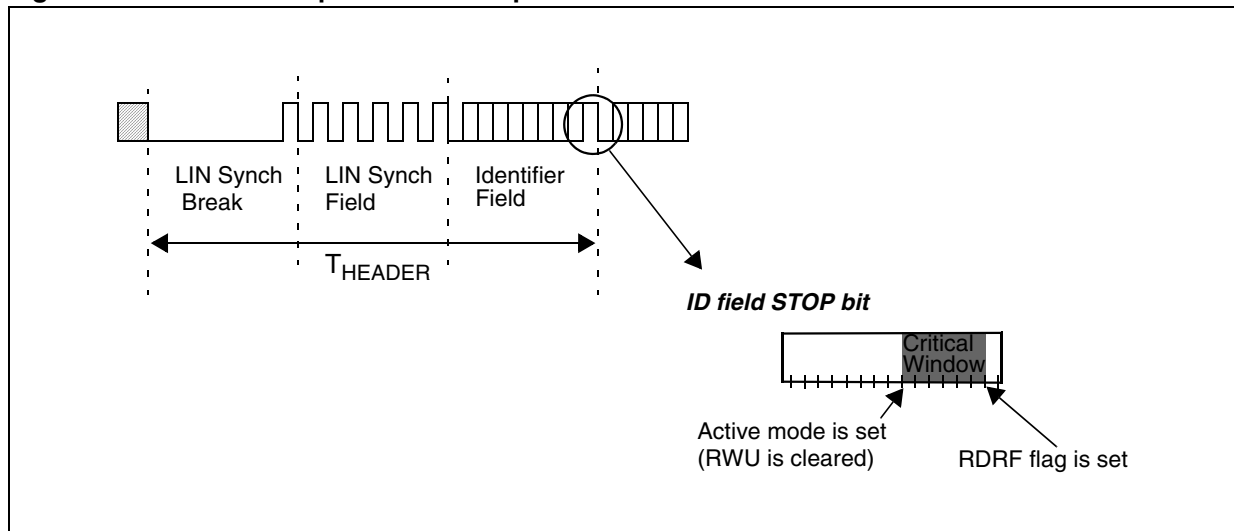 LIN Synch
Break
LIN Synch
Field
Identifier
Field
THEADER
ID field STOP bit
Critical
Window
Active mode is set
(RWU is cleared)
RDRF flag is set